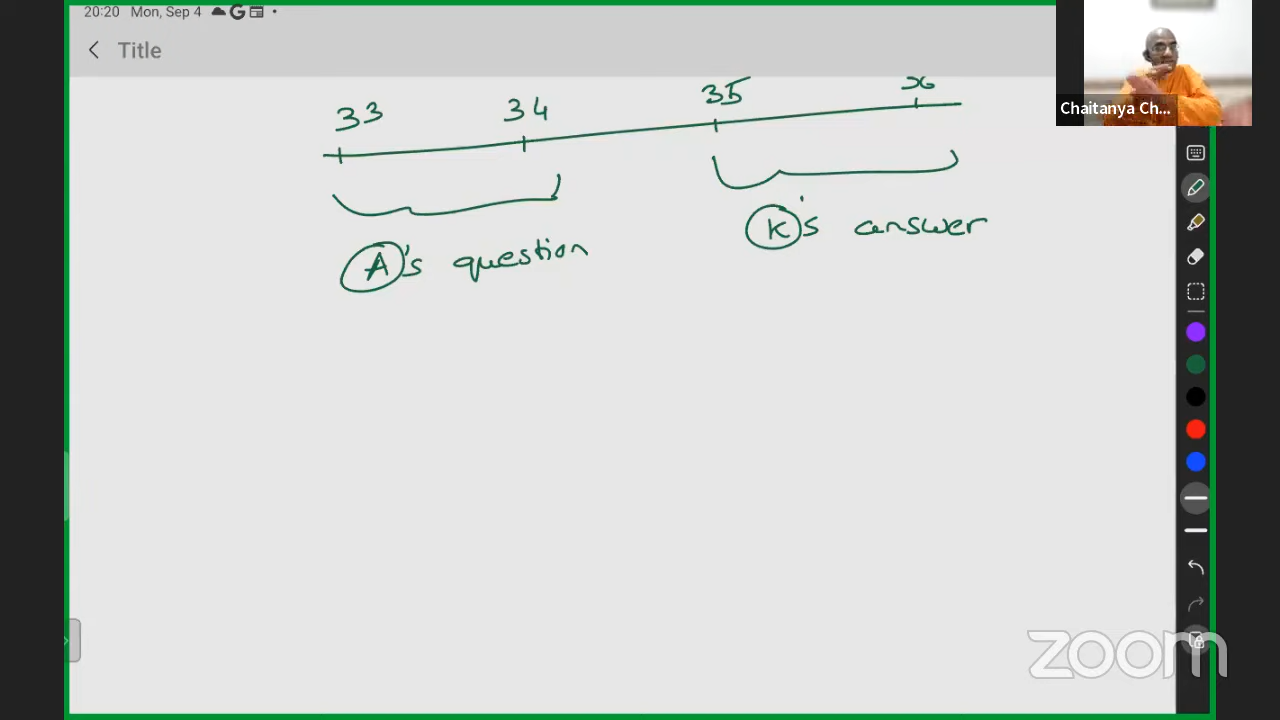 20:20 Mon, Sep 4
Title
Chaitanya Ch...
33 34 35 36
A's question
K's answer
zoom